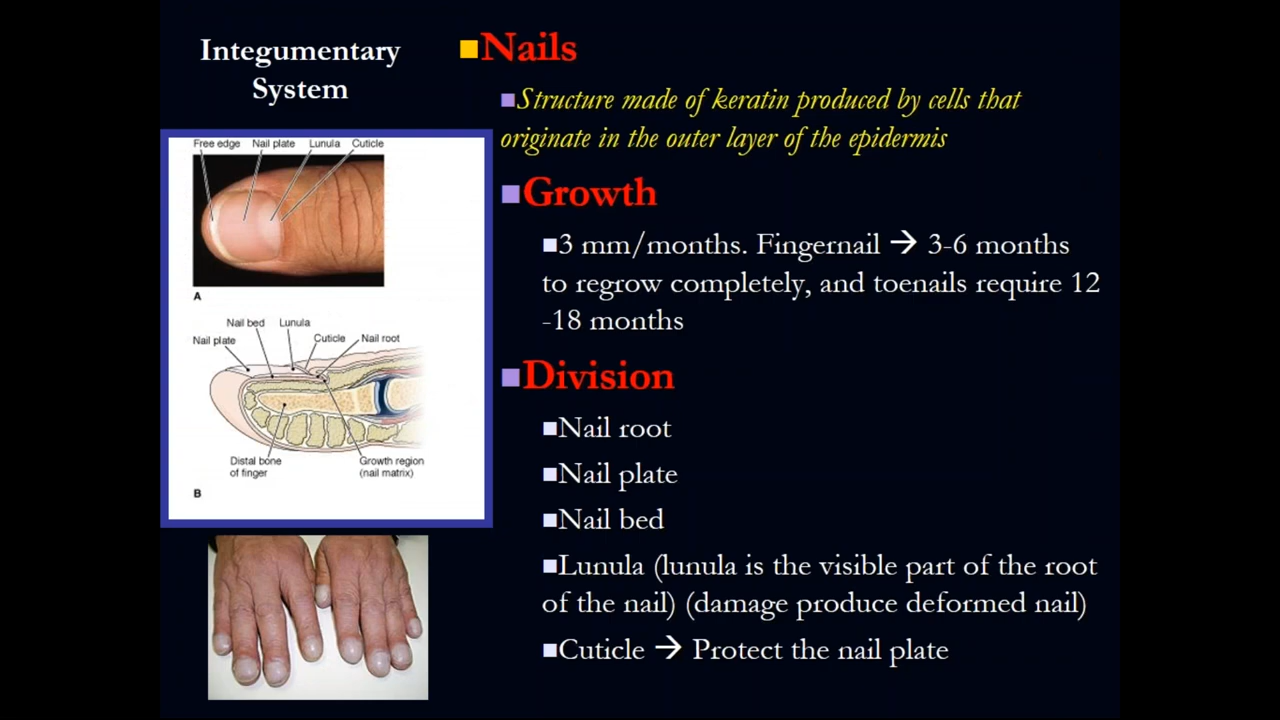 Integumentary
System
Free edge Nail plate Lunula Cuticle
A
Nail bed Lunula
Nail plate Cuticle Nail root
Distal bone
of finger
Growth region
(nail matrix)
B
Nails
Structure made of keratin produced by cells that
originate in the outer layer of the epidermis
Growth
3 mm/months. Fingernail → 3-6 months
to regrow completely, and toenails require 12
-18 months
Division
Nail root
Nail plate
Nail bed
Lunula (lunula is the visible part of the root
of the nail) (damage produce deformed nail)
Cuticle → Protect the nail plate